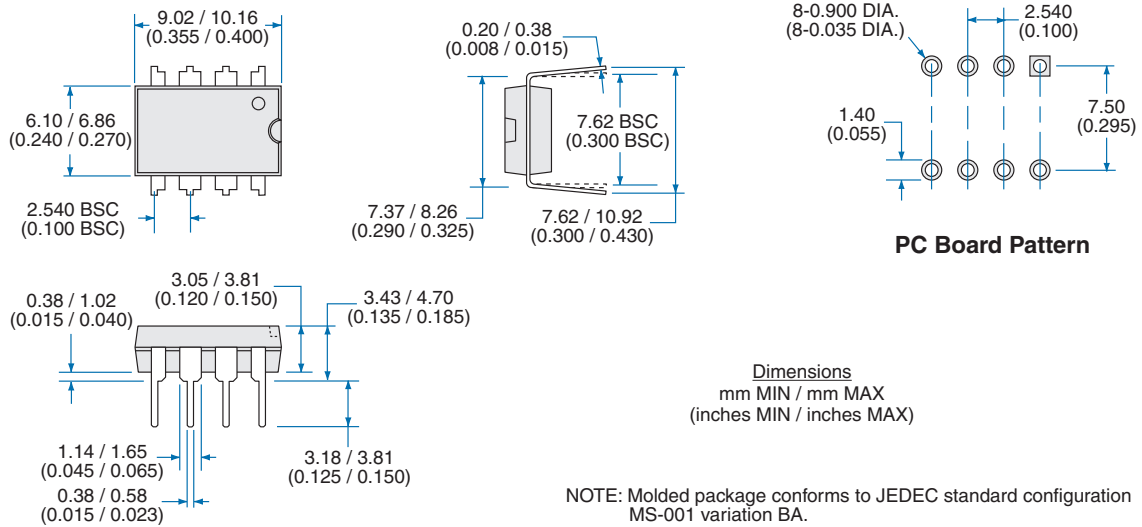 9.02 / 10.16
(0.355 / 0.400)
6.10 / 6.86
(0.240 / 0.270)
2.540 BSC
(0.100 BSC)
0.20 / 0.38
(0.008 / 0.015)
7.62 BSC
(0.300 BSC)
7.37 / 8.26
(0.290 / 0.325)
7.62 / 10.92
(0.300 / 0.430)
8-0.900 DIA.
(8-0.035 DIA.)
2.540
(0.100)
1.40
(0.055)
7.50
(0.295)
PC Board Pattern
0.38 / 1.02
(0.015 / 0.040)
3.05 / 3.81
(0.120 / 0.150)
3.43 / 4.70
(0.135 / 0.185)
1.14 / 1.65
(0.045 / 0.065)
0.38 / 0.58
(0.015 / 0.023)
3.18 / 3.81
(0.125 / 0.150)
Dimensions
mm MIN / mm MAX
(inches MIN / inches MAX)
NOTE: Molded package conforms to JEDEC standard configuration
MS-001 variation BA.